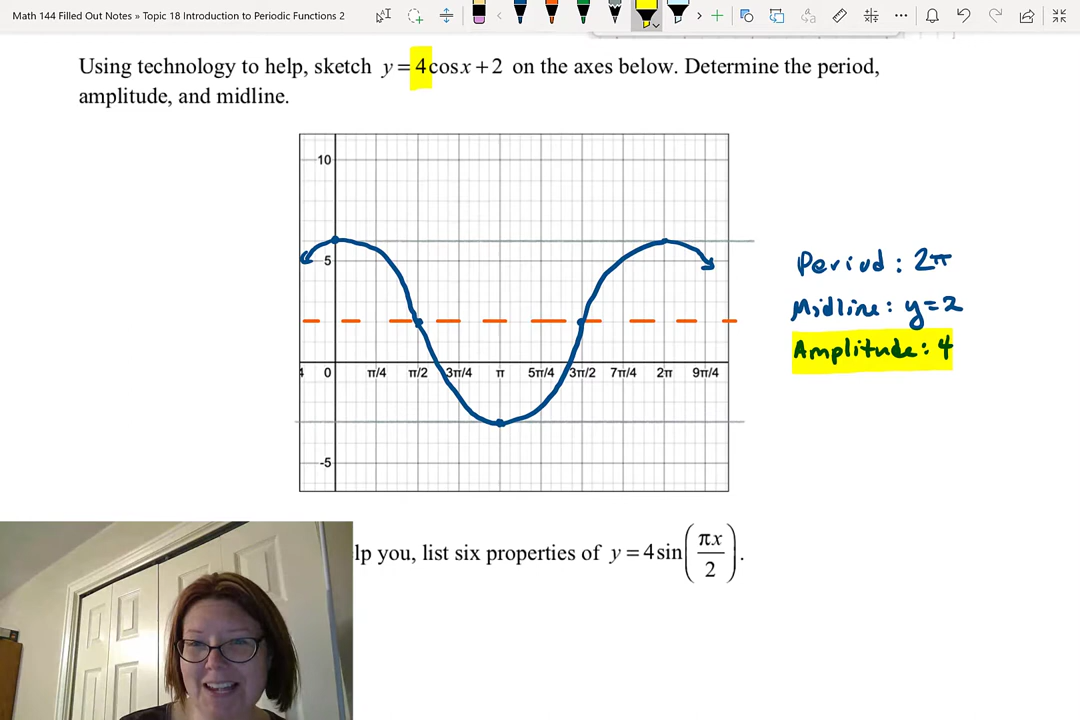 Math 144 Filled Out Notes » Topic 18 Introduction to Periodic Functions 2
Using technology to help, sketch y = 4cosx + 2 on the axes below. Determine the period,
amplitude, and midline.
10
5
0 π/4 π/2 3π/4 π 5π/4 3π/2 7π/4 2π 9π/4
-5
Period: 2π
Midline: y=2
Amplitude: 4
lp you, list six properties of y = 4sin(πx/2).